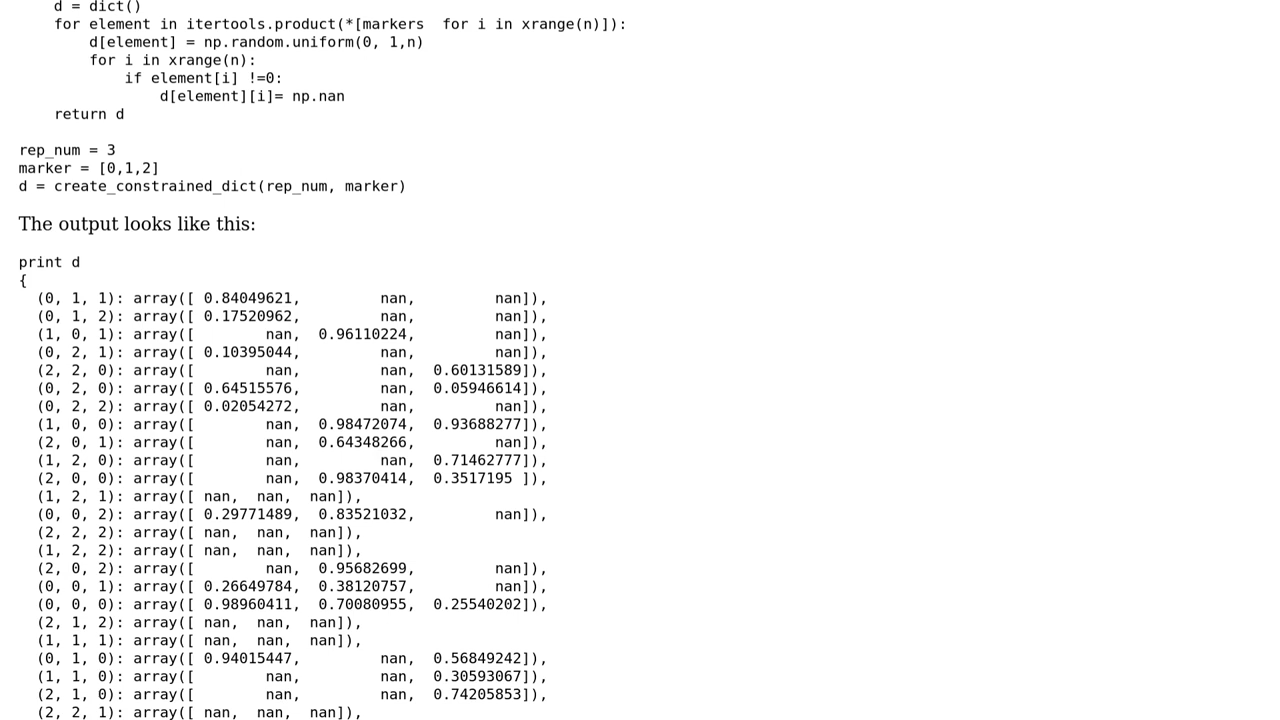 d = dict()
for element in itertools.product(*[markers  for i in xrange(n)]):
d[element] = np.random.uniform(0, 1,n)
for i in xrange(n):
if element[i] !=0:
d[element][i]= np.nan
return d
rep_num = 3
marker = [0,1,2]
d = create_constrained_dict(rep_num, marker)
The output looks like this:
print d
{
(0, 1, 1): array([ 0.84049621,         nan,         nan]),
(0, 1, 2): array([ 0.17520962,         nan,         nan]),
(1, 0, 1): array([        nan,  0.96110224,         nan]),
(0, 2, 1): array([ 0.10395044,         nan,         nan]),
(2, 2, 0): array([        nan,         nan,  0.60131589]),
(0, 2, 0): array([ 0.64515576,         nan,  0.05946614]),
(0, 2, 2): array([ 0.02054272,         nan,         nan]),
(1, 0, 0): array([        nan,  0.98472074,  0.93688277]),
(2, 0, 1): array([        nan,  0.64348266,         nan]),
(1, 2, 0): array([        nan,         nan,  0.71462777]),
(2, 0, 0): array([        nan,  0.98370414,  0.3517195 ]),
(1, 2, 1): array([ nan,  nan,  nan]),
(0, 0, 2): array([ 0.29771489,  0.83521032,         nan]),
(2, 2, 2): array([ nan,  nan,  nan]),
(1, 2, 2): array([ nan,  nan,  nan]),
(2, 0, 2): array([        nan,  0.95682699,         nan]),
(0, 0, 1): array([ 0.26649784,  0.38120757,         nan]),
(0, 0, 0): array([ 0.98960411,  0.70080955,  0.25540202]),
(2, 1, 2): array([ nan,  nan,  nan]),
(1, 1, 1): array([ nan,  nan,  nan]),
(0, 1, 0): array([ 0.94015447,         nan,  0.56849242]),
(1, 1, 0): array([        nan,         nan,  0.30593067]),
(2, 1, 0): array([        nan,         nan,  0.74205853]),
(2, 2, 1): array([ nan,  nan,  nan]),